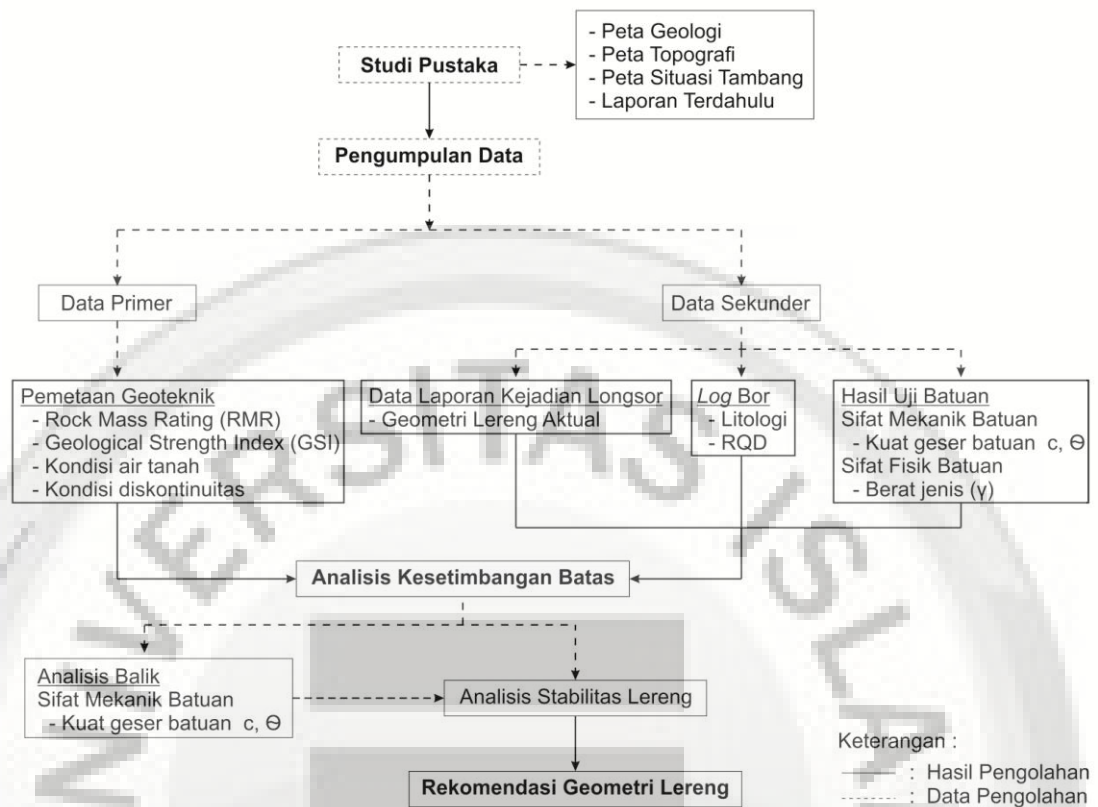 - Peta Geologi
- Peta Topografi
- Peta Situasi Tambang
- Laporan Terdahulu
Studi Pustaka
Pengumpulan Data
Data Primer
Data Sekunder
Pemetaan Geoteknik
- Rock Mass Rating (RMR)
- Geological Strength Index (GSI)
- Kondisi air tanah
- Kondisi diskontinuitas
Data Laporan Kejadian Longsor
- Geometri Lereng Aktual
Log Bor
- Litologi
- RQD
Hasil Uji Batuan
Sifat Mekanik Batuan
- Kuat geser batuan c, Ѳ
Sifat Fisik Batuan
- Berat jenis (γ)
Analisis Kesetimbangan Batas
Analisis Balik
Sifat Mekanik Batuan
- Kuat geser batuan c, Ѳ
Analisis Stabilitas Lereng
Rekomendasi Geometri Lereng
Keterangan :
: Hasil Pengolahan
: Data Pengolahan
NIVERSITAS ISLA